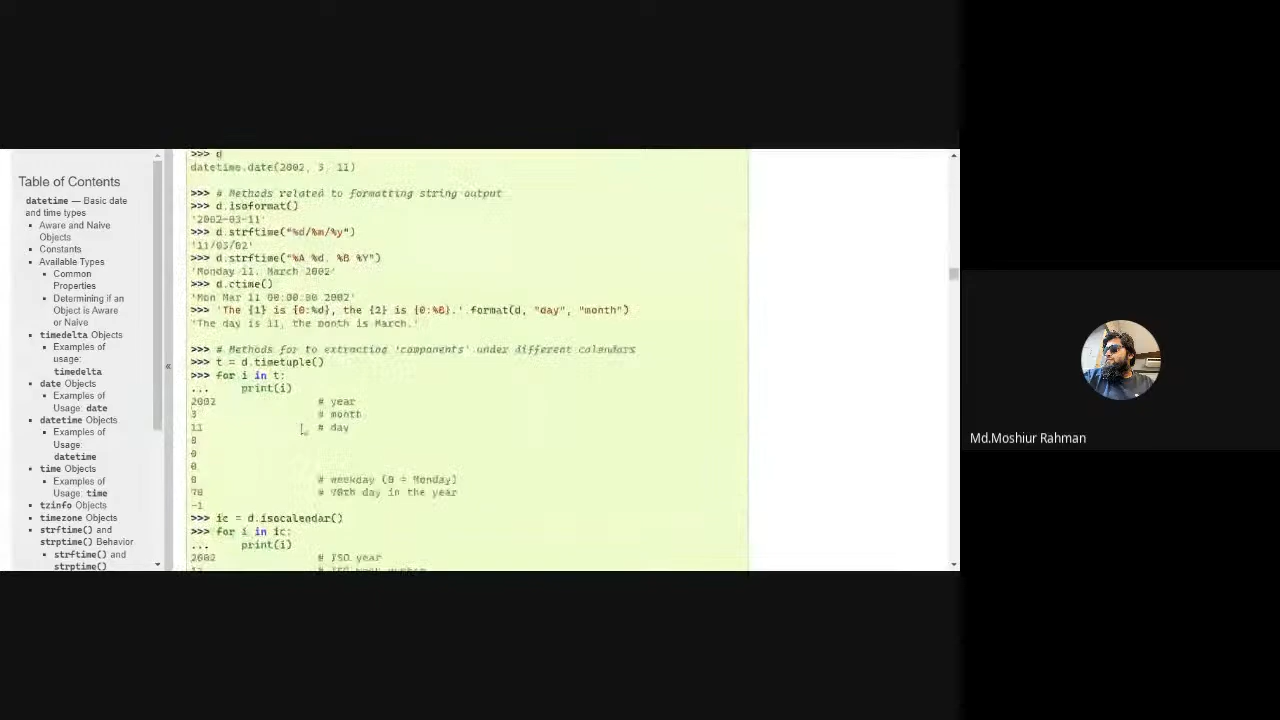 Table of Contents
datetime — Basic date
and time types
Aware and Naive
Objects
Constants
Available Types
Common
Properties
Determining if an
Object is Aware
or Naive
timedelta Objects
Examples of
usage:
timedelta
date Objects
Examples of
Usage: date
datetime Objects
Examples of
Usage:
datetime
time Objects
Examples of
Usage: time
tzinfo Objects
timezone Objects
strftime() and
strptime() Behavior
strftime() and
strptime()
«
>>> d
datetime.date(2002, 3, 11)
>>> # Methods related to formatting string output
>>> d.isoformat()
'2002-03-11'
>>> d.strftime("%d/%m/%y")
'11/03/02'
>>> d.strftime("%A %d. %B %Y")
'Monday 11. March 2002'
>>> d.ctime()
'Mon Mar 11 00:00:00 2002'
>>> 'The {1} is {0:%d}, the {2} is {0:%B}.'.format(d, "day", "month")
'The day is 11, the month is March.'
>>> # Methods for to extracting 'components' under different calendars
>>> t = d.timetuple()
>>> for i in t:
... print(i)
2002 # year
3 # month
11 # day
0
0
0
0 # weekday (0 = Monday)
70 # 70th day in the year
-1
>>> ic = d.isocalendar()
>>> for i in ic:
... print(i)
2002 # ISO year
Md.Moshiur Rahman